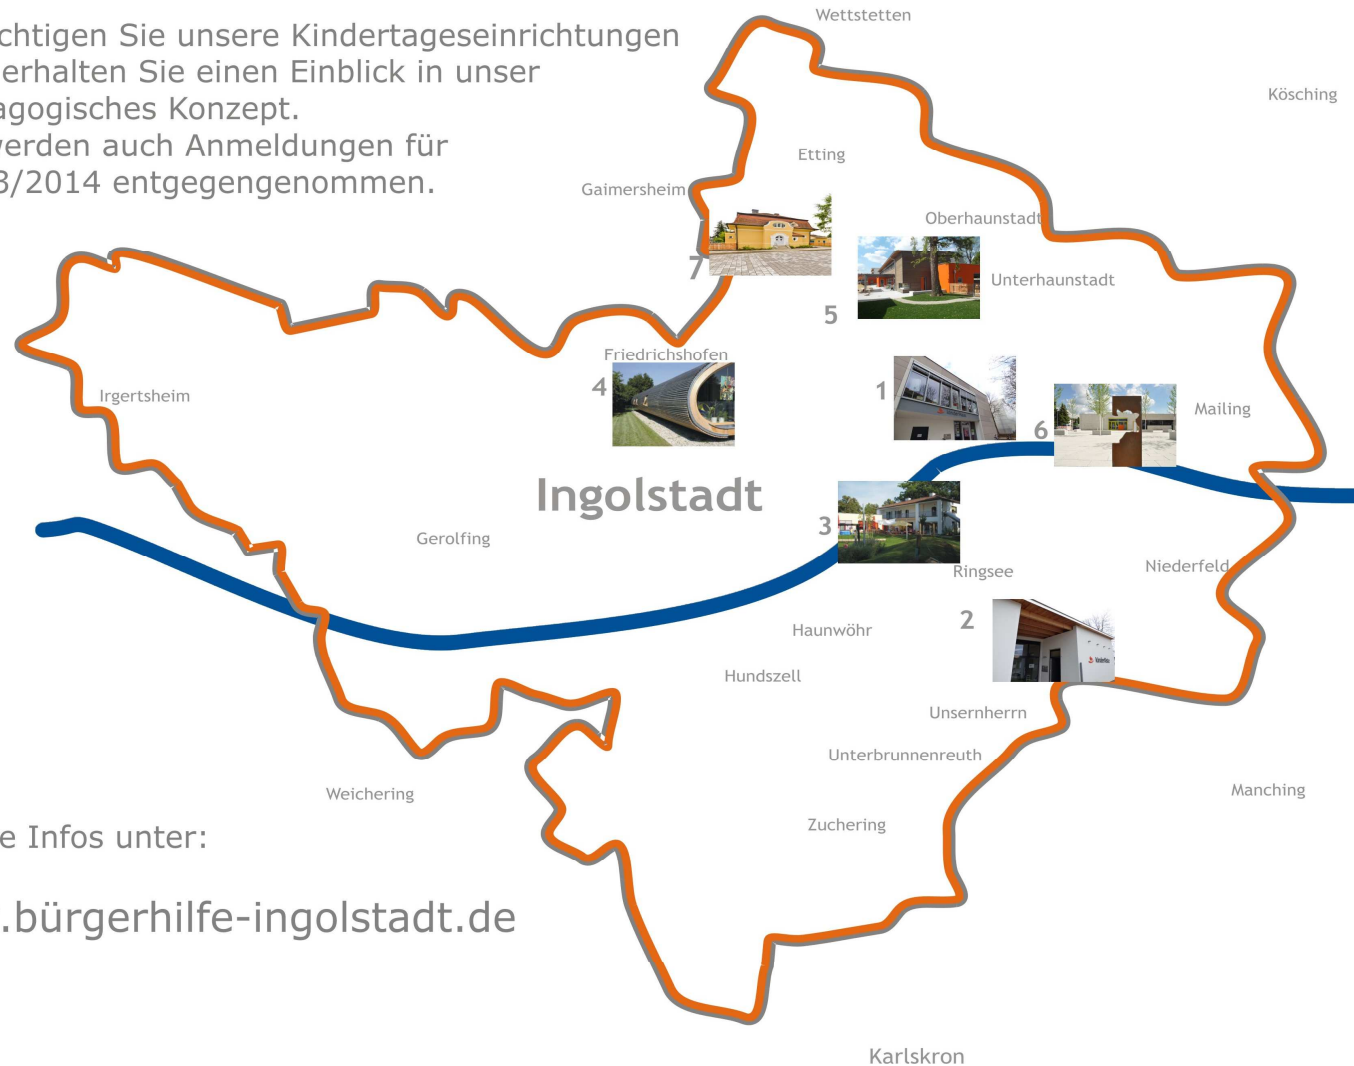 Wettstetten
chtigen Sie unsere Kindertageseinrichtungen
erhalten Sie einen Einblick in unser
agogisches Konzept.
verden auch Anmeldungen für
3/2014 entgegengenommen.
Kösching
Etting
Gaimersheim
Oberhaunstadt
7
Unterhaunstadt
5
Friedrichshofen
4
1
Irgertsheim
Mailing
6
Ingolstadt
3
Gerolfing
Ringsee
Niederfeld
2
Haunwöhr
Hundszell
Unsernherrn
Unterbrunnenreuth
Weichering
Manching
Zuchering
e Infos unter:
.bürgerhilfe-ingolstadt.de
Karlskron